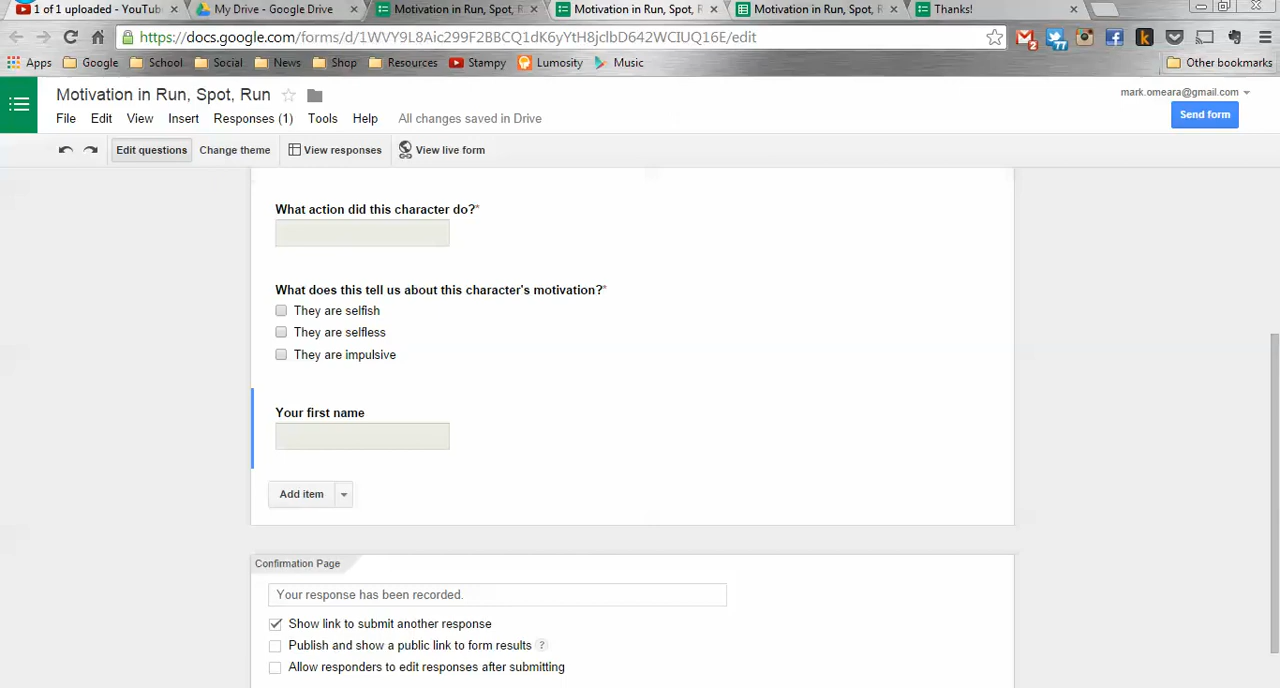 1 of 1 uploaded - YouTub
My Drive - Google Drive
Motivation in Run, Spot, R
Motivation in Run, Spot, R
Motivation in Run, Spot, R
Thanks!
https://docs.google.com/forms/d/1WVY9L8Aic299F2BBCQ1dK6yYtH8jclbD642WCIUQ16E/edit
2
77
k
Apps Google School Social News Shop Resources Stampy Lumosity Music Other bookmarks
Motivation in Run, Spot, Run
mark.omeara@gmail.com
File Edit View Insert Responses (1) Tools Help All changes saved in Drive
Send form
Edit questions Change theme View responses View live form
What action did this character do?*
What does this tell us about this character's motivation?*
They are selfish
They are selfless
They are impulsive
Your first name
Add item
Confirmation Page
Your response has been recorded.
Show link to submit another response
Publish and show a public link to form results ?
Allow responders to edit responses after submitting